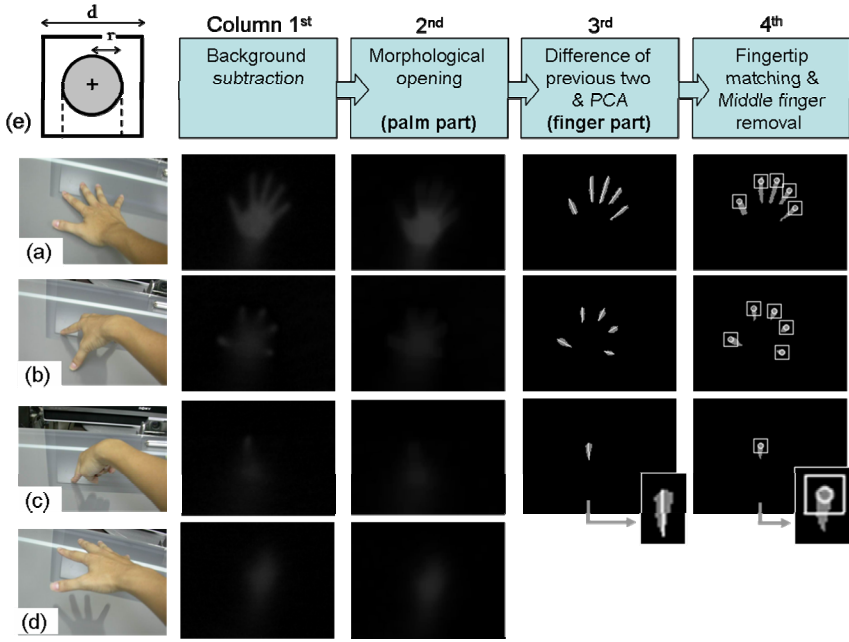 d
r
(e)
Column 1st
2nd
3rd
4th
Background
subtraction
Morphological
opening
(palm part)
Difference of
previous two
& PCA
(finger part)
Fingertip
matching &
Middle finger
removal
(a)
(b)
(c)
(d)